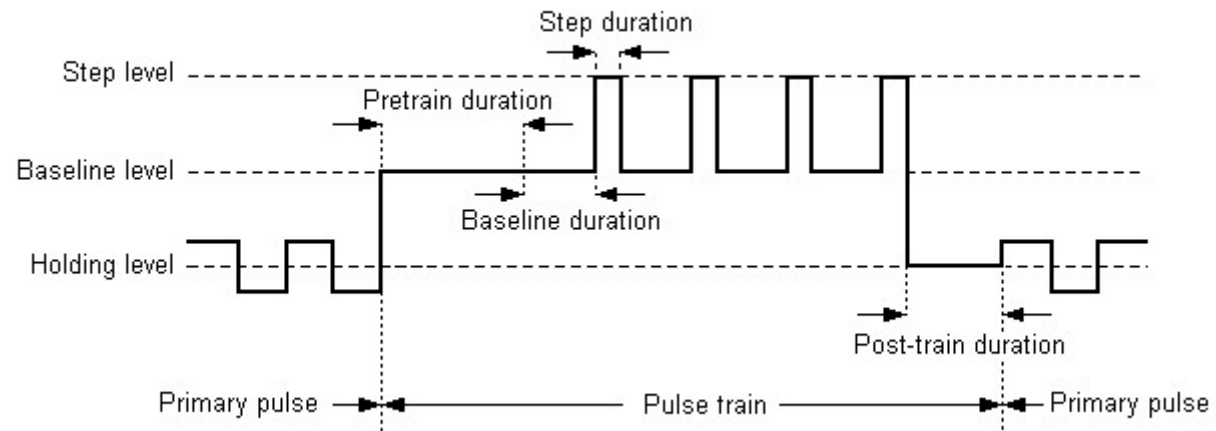 Step duration
Step level
Pretrain duration
Baseline level
Baseline duration
Holding level
Post-train duration
Primary pulse
Pulse train
Primary pulse